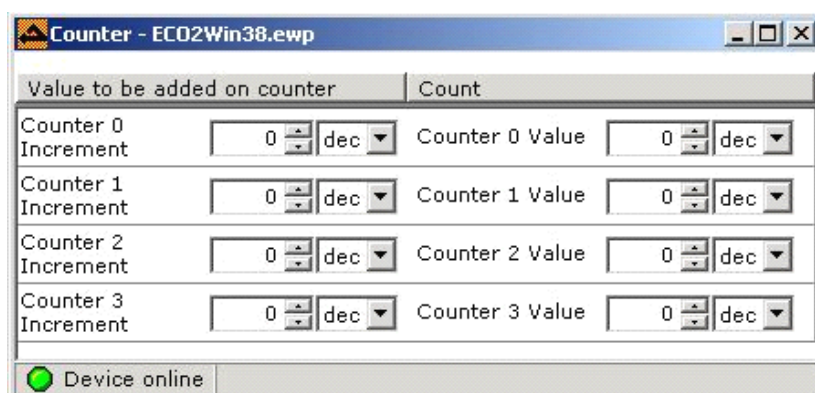 Counter - ECO2Win38.ewp
Value to be added on counter Count
Counter 0
Increment 0 dec Counter 0 Value 0 dec
Counter 1
Increment 0 dec Counter 1 Value 0 dec
Counter 2
Increment 0 dec Counter 2 Value 0 dec
Counter 3
Increment 0 dec Counter 3 Value 0 dec
Device online